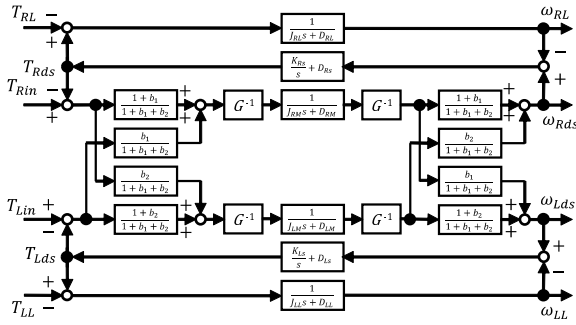 T_RL − 1/(J_RL s + D_RL) ω_RL
+ −
T_Rds K_Rs/s + D_Rs
− +
T_Rin + (1 + b_1)/(1 + b_1 + b_2) + + G^-1 1/(J_RM s + D_RM) G^-1 (1 + b_1)/(1 + b_1 + b_2) + + ω_Rds
b_1/(1 + b_1 + b_2) b_2/(1 + b_1 + b_2)
b_2/(1 + b_1 + b_2) b_1/(1 + b_1 + b_2)
T_Lin + − (1 + b_2)/(1 + b_1 + b_2) + + G^-1 1/(J_LM s + D_LM) G^-1 (1 + b_2)/(1 + b_1 + b_2) + + ω_Lds
+
T_Lds K_Ls/s + D_Ls
+ −
T_LL − 1/(J_LL s + D_LL) ω_LL